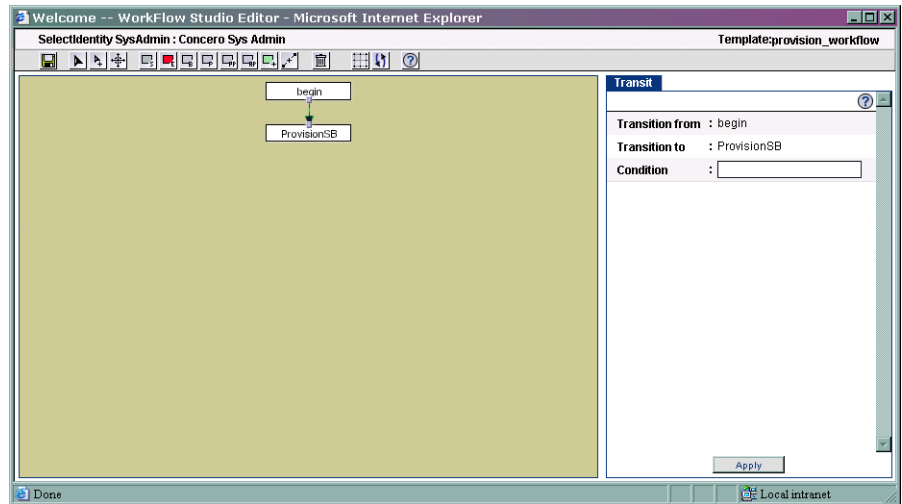 Welcome -- WorkFlow Studio Editor - Microsoft Internet Explorer
SelectIdentity SysAdmin : Concero Sys Admin
Template:provision_workflow
begin
ProvisionSB
Transit
Transition from : begin
Transition to : ProvisionSB
Condition :
Apply
Done
Local intranet